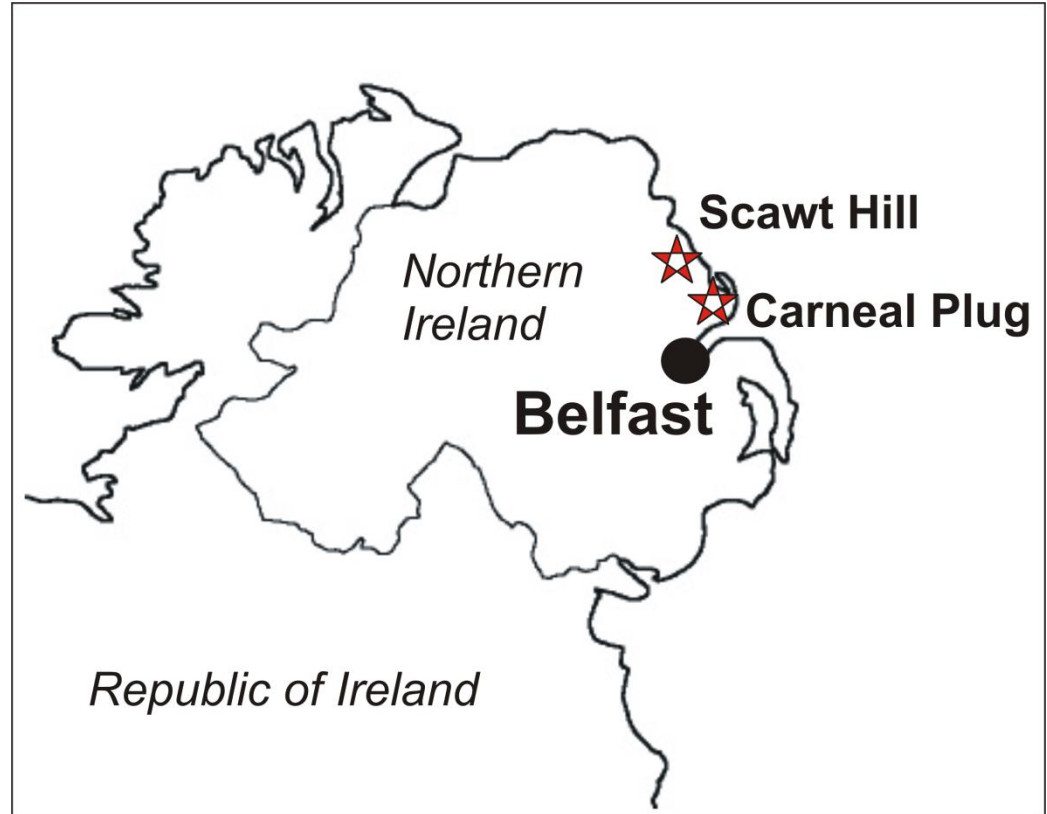 Scawt Hill
Northern
Ireland
Carneal Plug
Belfast
Republic of Ireland